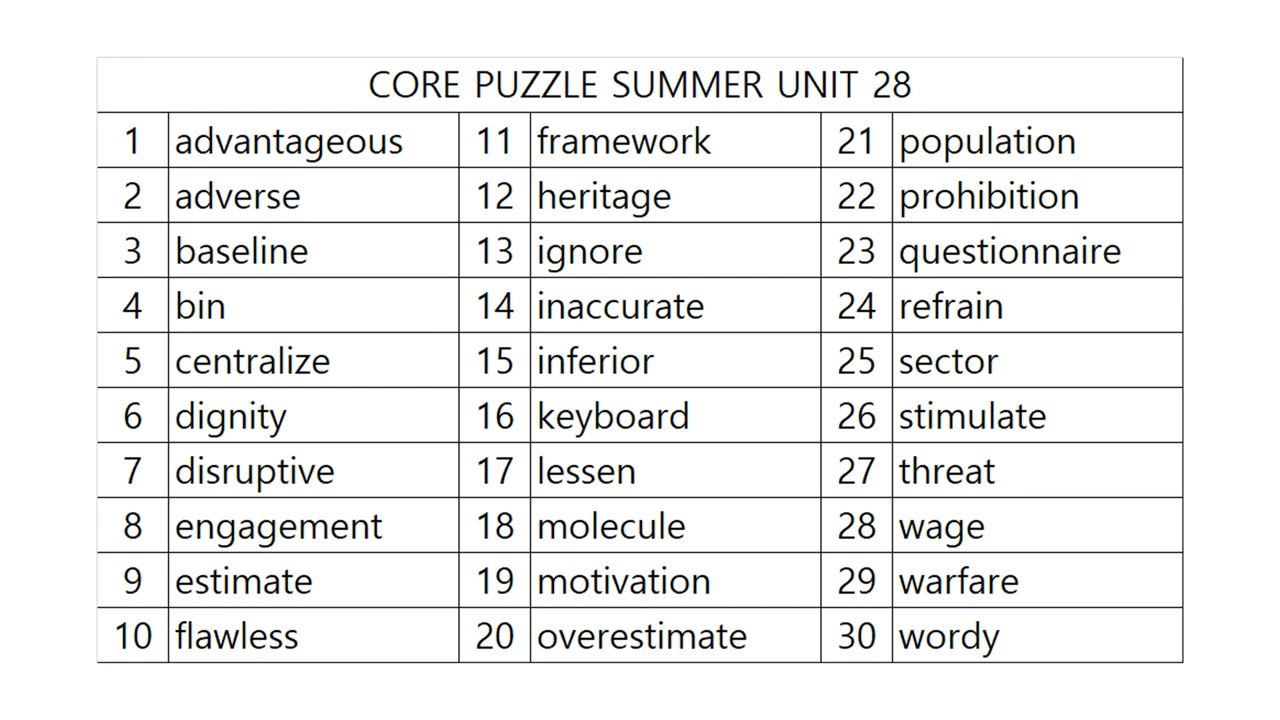 CORE PUZZLE SUMMER UNIT 28
1 advantageous 11 framework 21 population
2 adverse 12 heritage 22 prohibition
3 baseline 13 ignore 23 questionnaire
4 bin 14 inaccurate 24 refrain
5 centralize 15 inferior 25 sector
6 dignity 16 keyboard 26 stimulate
7 disruptive 17 lessen 27 threat
8 engagement 18 molecule 28 wage
9 estimate 19 motivation 29 warfare
10 flawless 20 overestimate 30 wordy